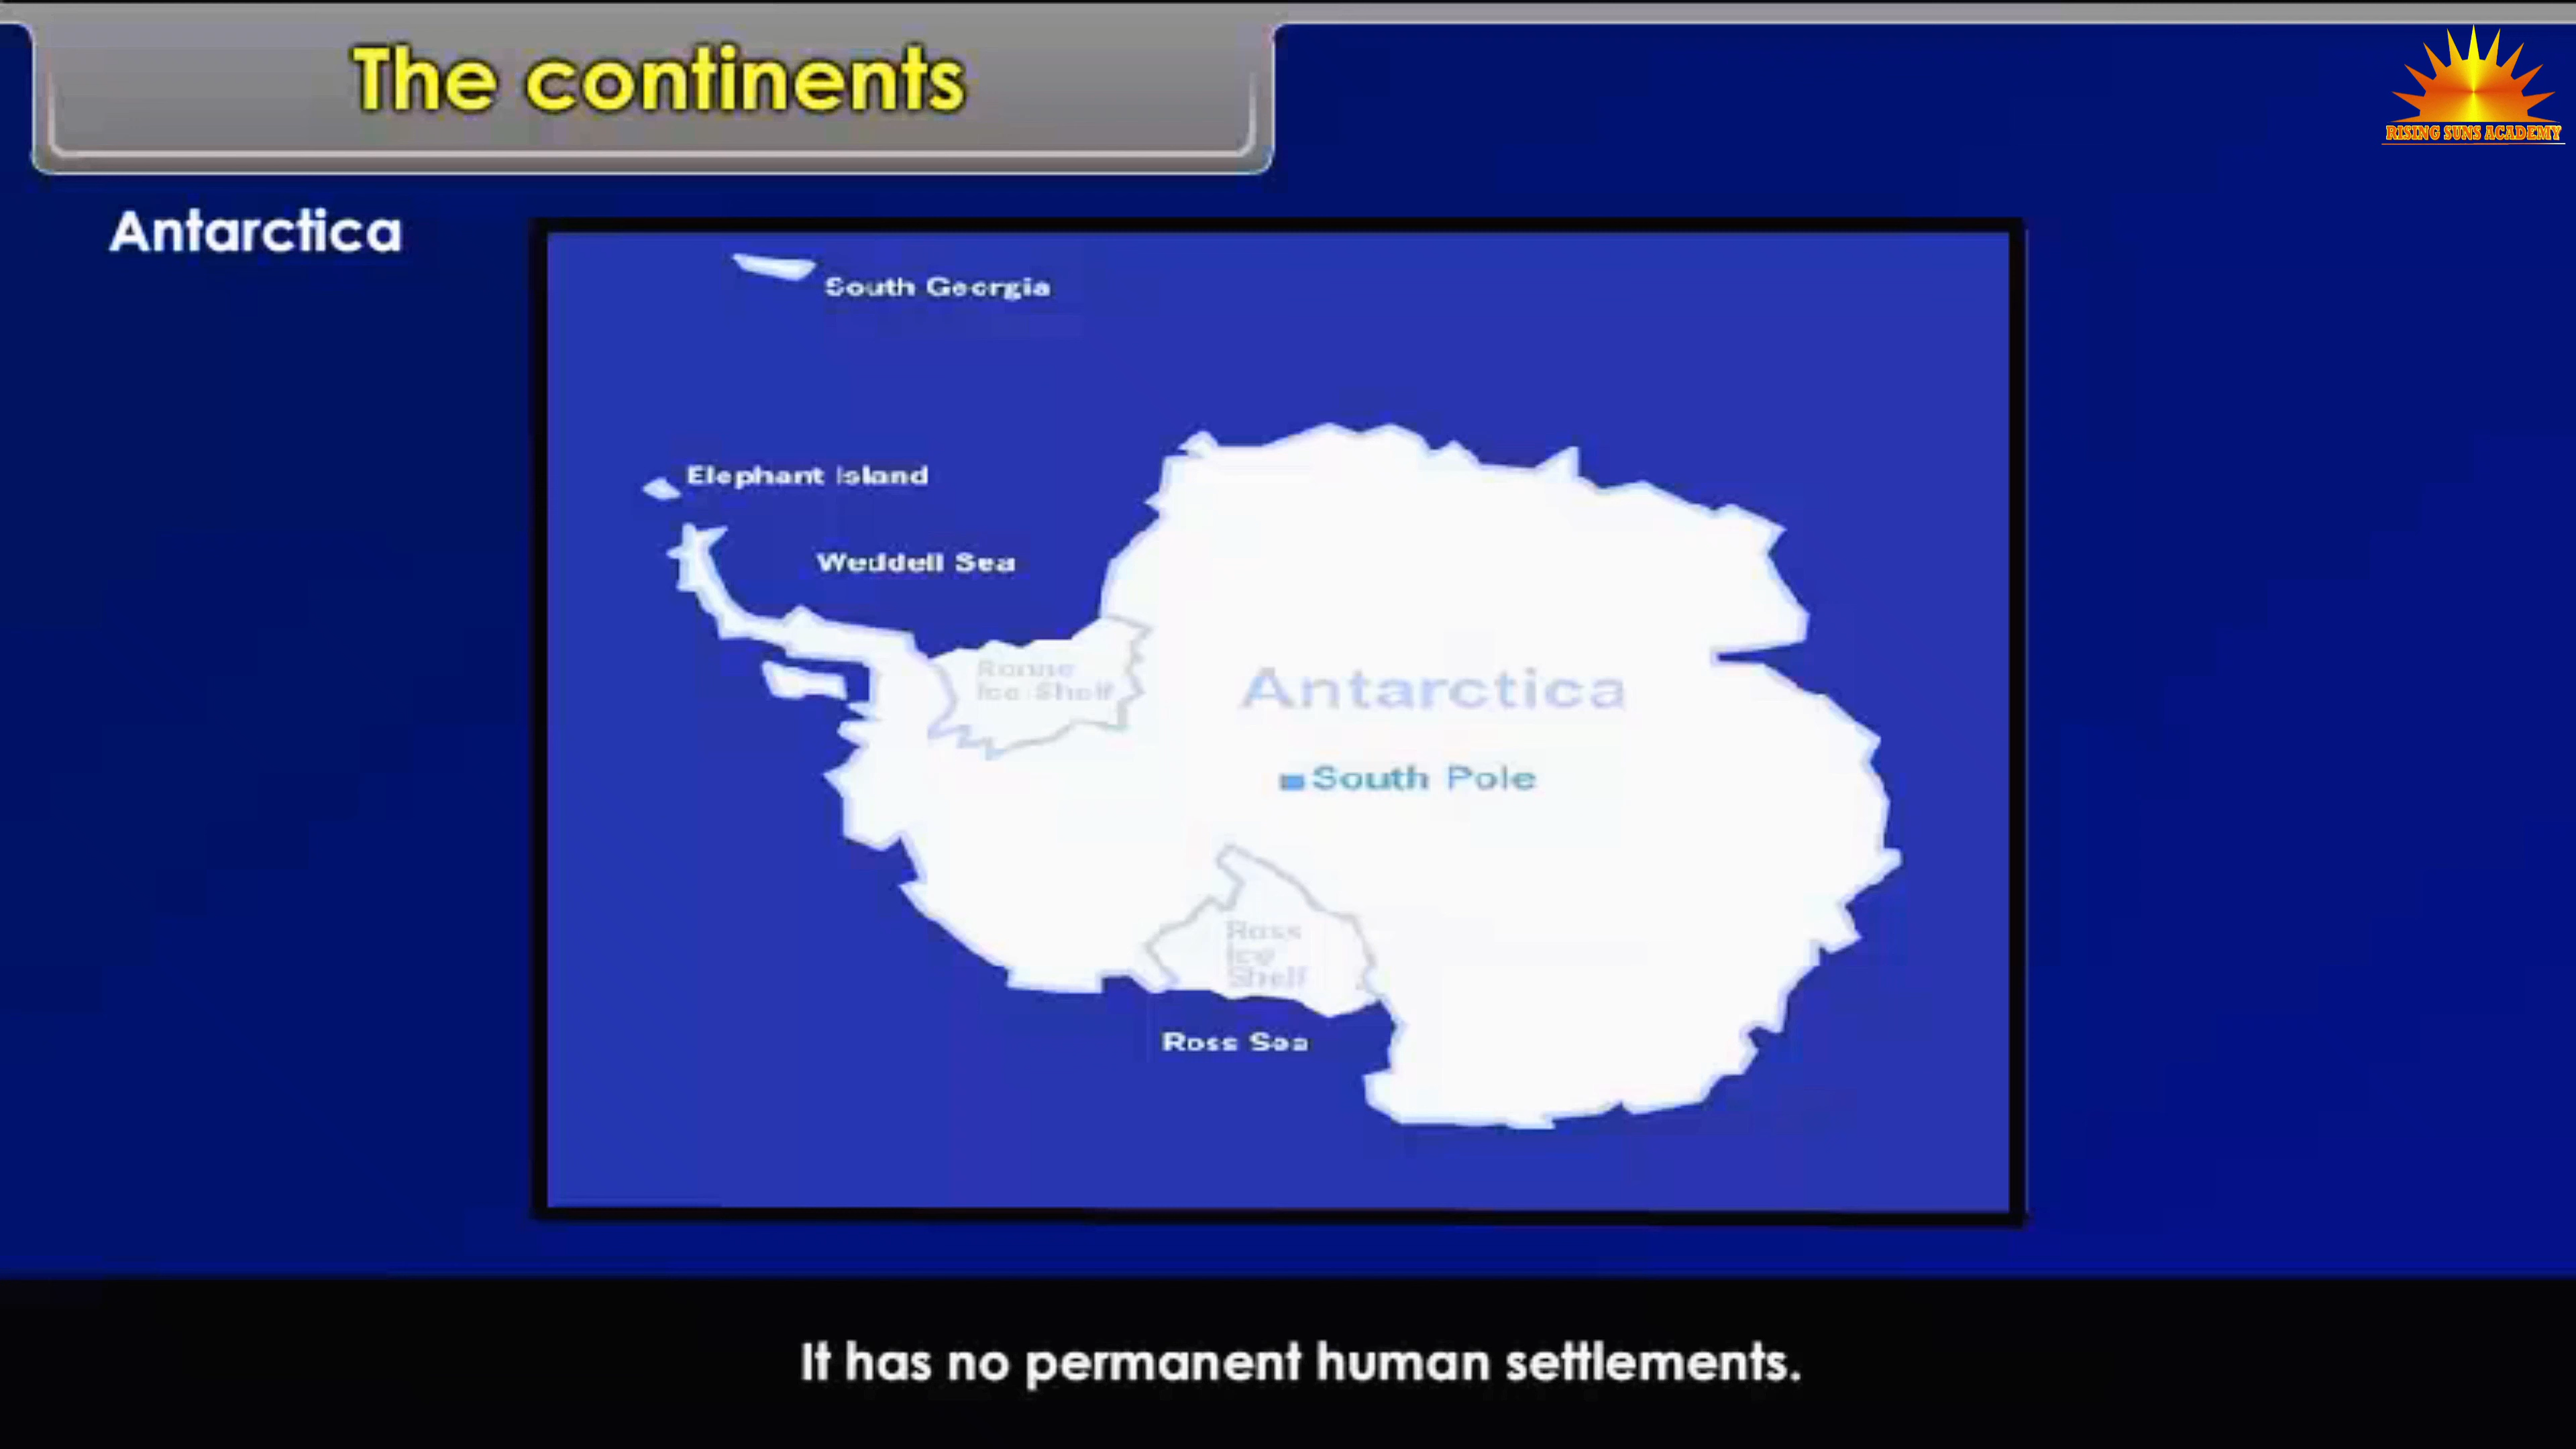 The continents
RISING SUNS ACADEMY
Antarctica
South Georgia
Elephant Island
Weddell Sea
Ronne
Ice Shelf
Antarctica
South Pole
Ross
Ice
Shelf
Ross Sea
It has no permanent human settlements.